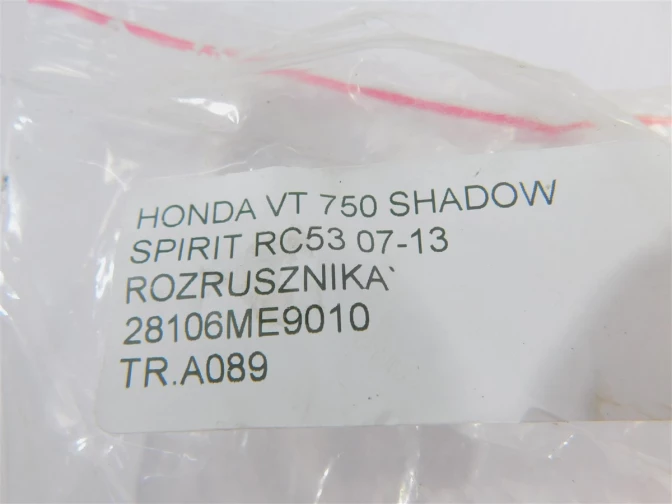 HONDA VT 750 SHADOW
SPIRIT RC53 07-13
ROZRUSZNIKA`
28106ME9010
TR.A089